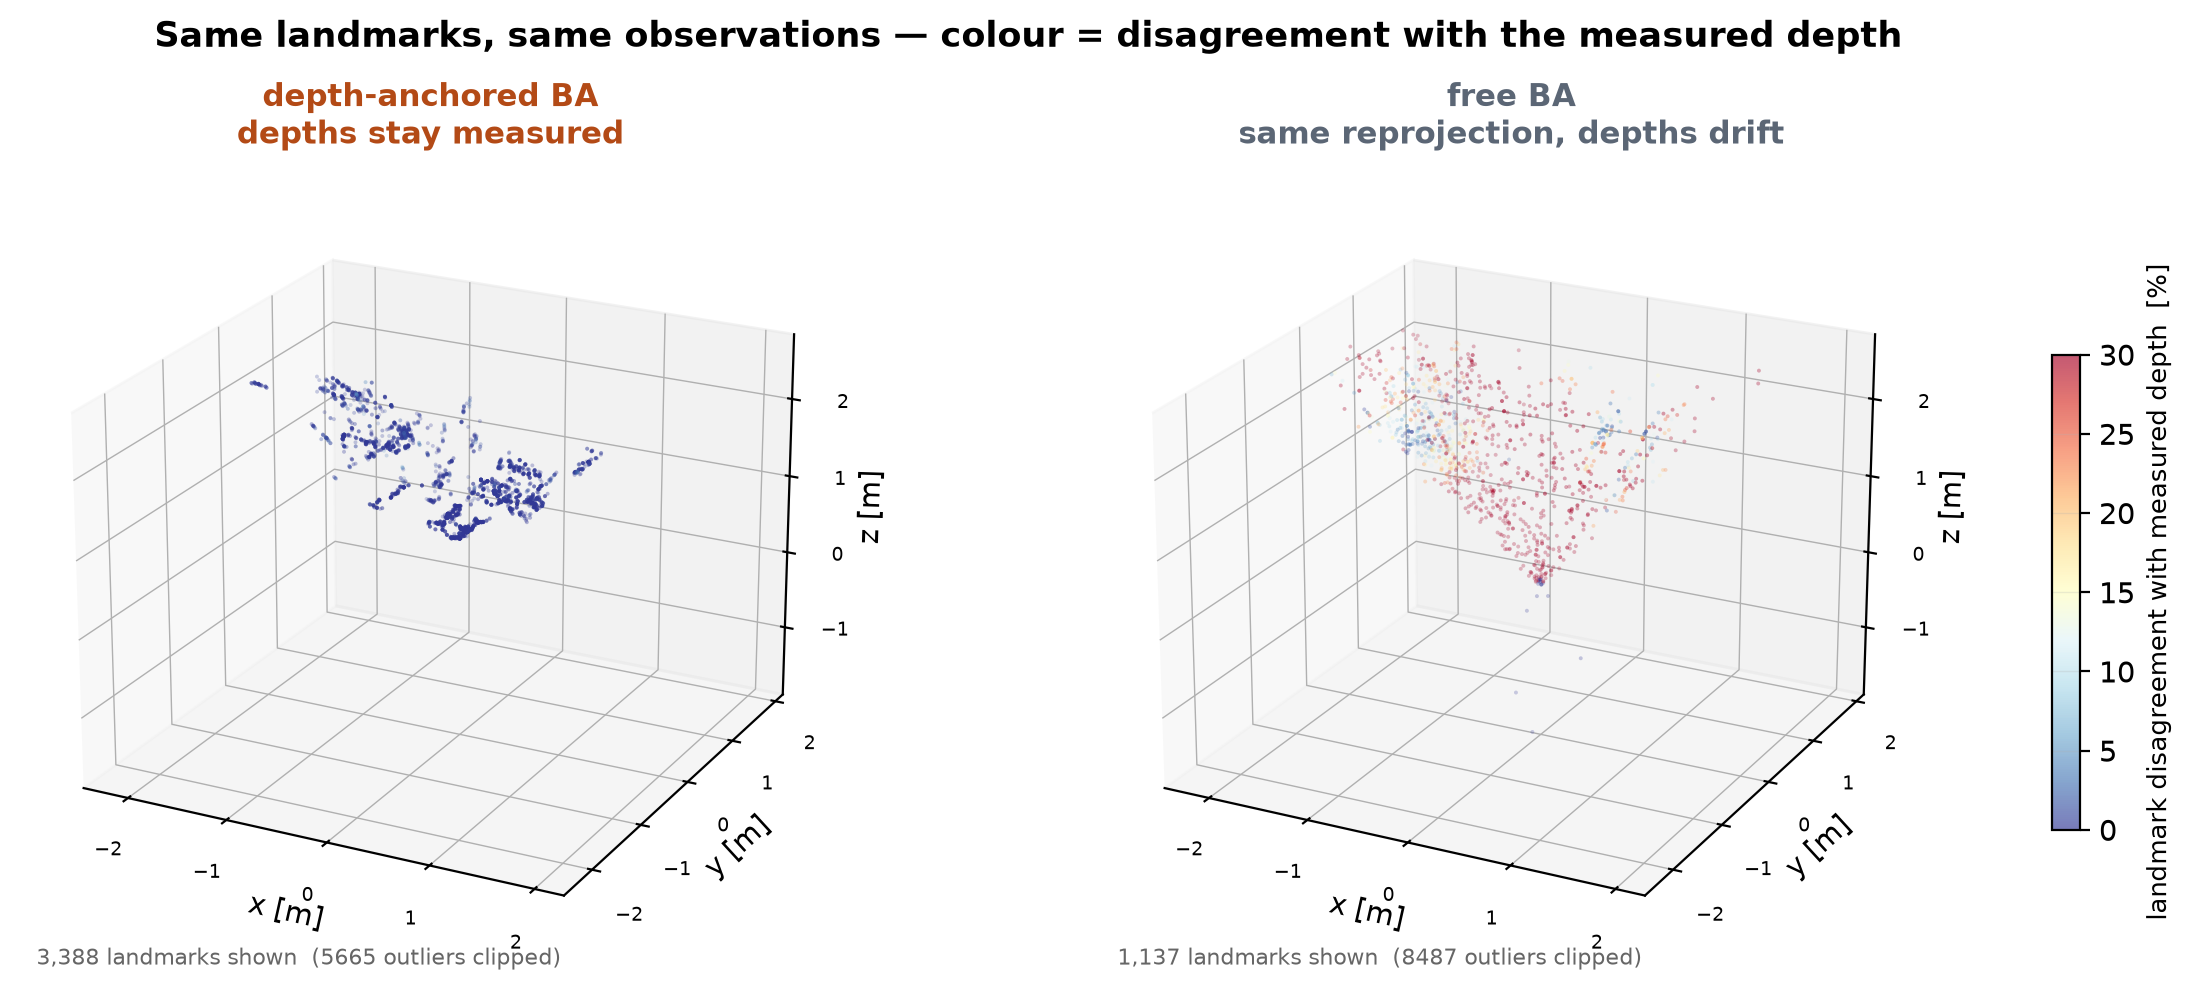 Same landmarks, same observations — colour = disagreement with the measured depth
depth-anchored BA
depths stay measured
free BA
same reprojection, depths drift
2
1
0
−1
z [m]
2
1
0
−1
−2
y [m]
−2
−1
0
1
2
x [m]
3,388 landmarks shown  (5665 outliers clipped)
2
1
0
−1
z [m]
2
1
0
−1
−2
y [m]
−2
−1
0
1
2
x [m]
1,137 landmarks shown  (8487 outliers clipped)
30
25
20
15
10
5
0
landmark disagreement with measured depth  [%]